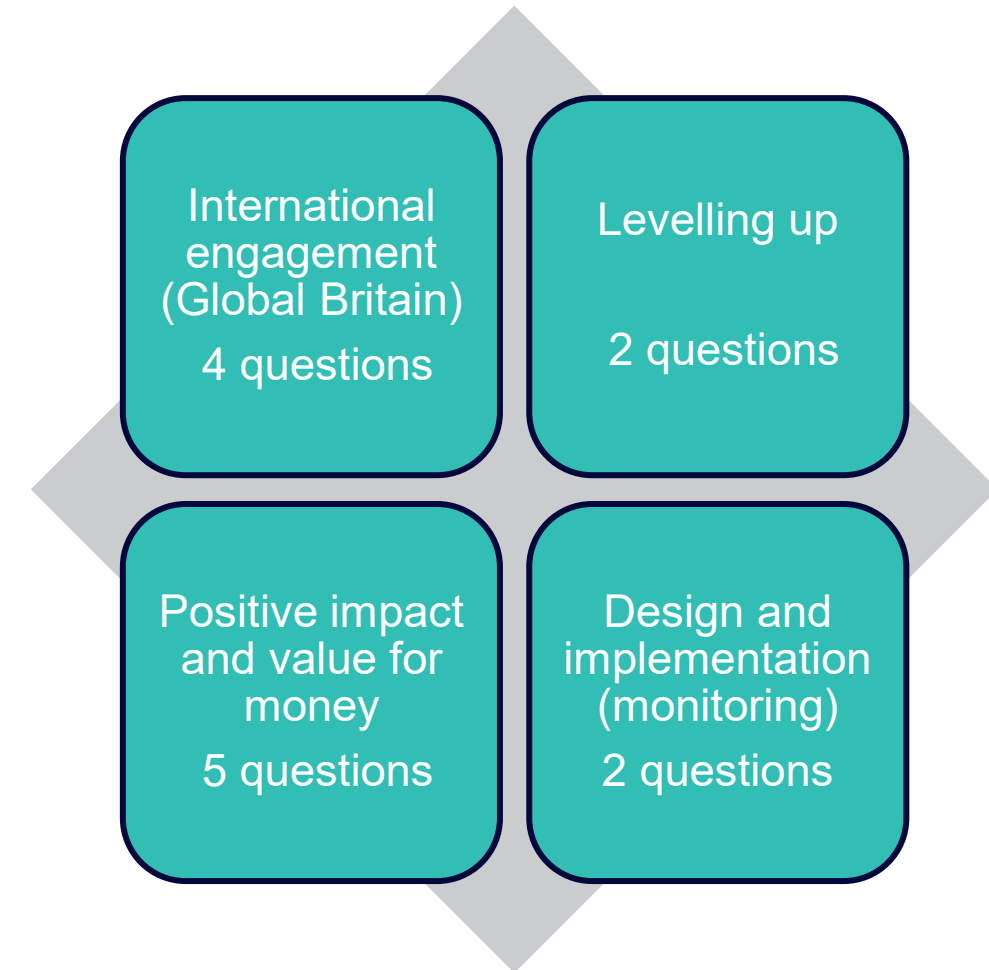 International
engagement
(Global Britain)
4 questions
Levelling up
2 questions
Positive impact
and value for
money
5 questions
Design and
implementation
(monitoring)
2 questions